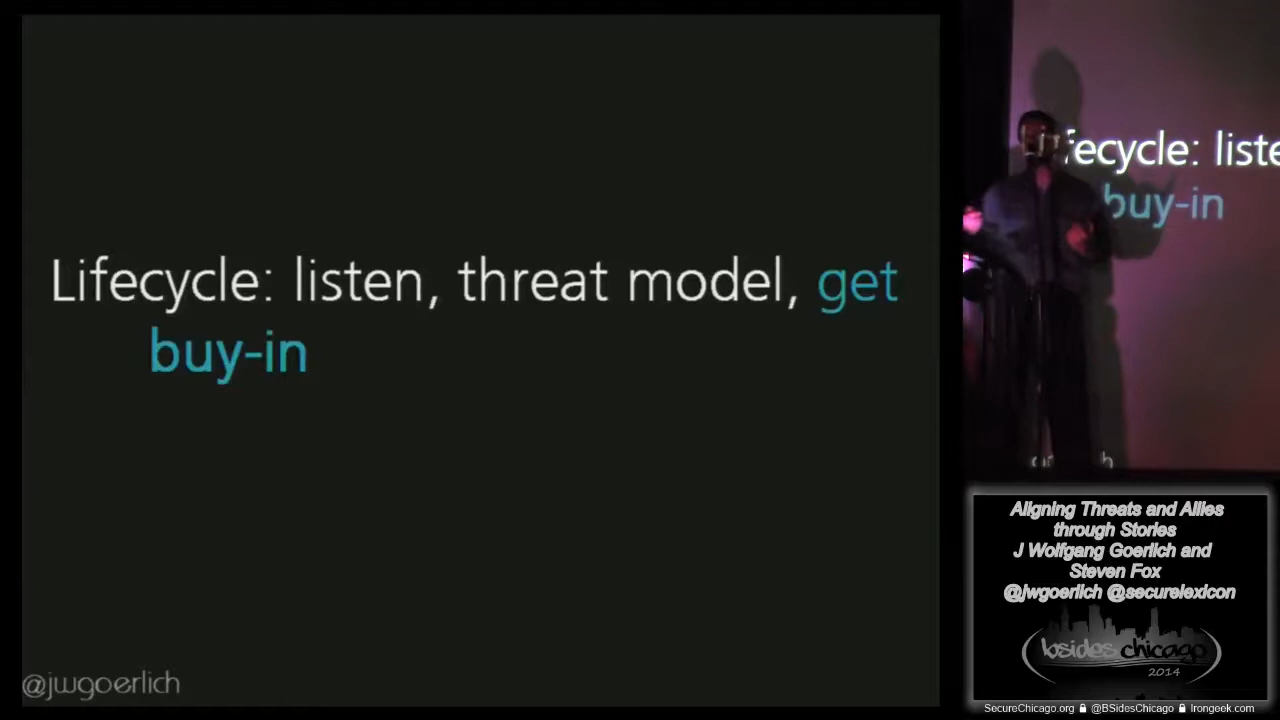 Lifecycle: listen, threat model, get
buy-in
@jwgoerlich
fecycle: liste
buy-in
Aligning Threats and Allies
through Stories
J Wolfgang Goerlich and
Steven Fox
@jwgoerlich @securelexicon
bsides chicago
2014
SecureChicago.org @BSidesChicago Irongeek.com